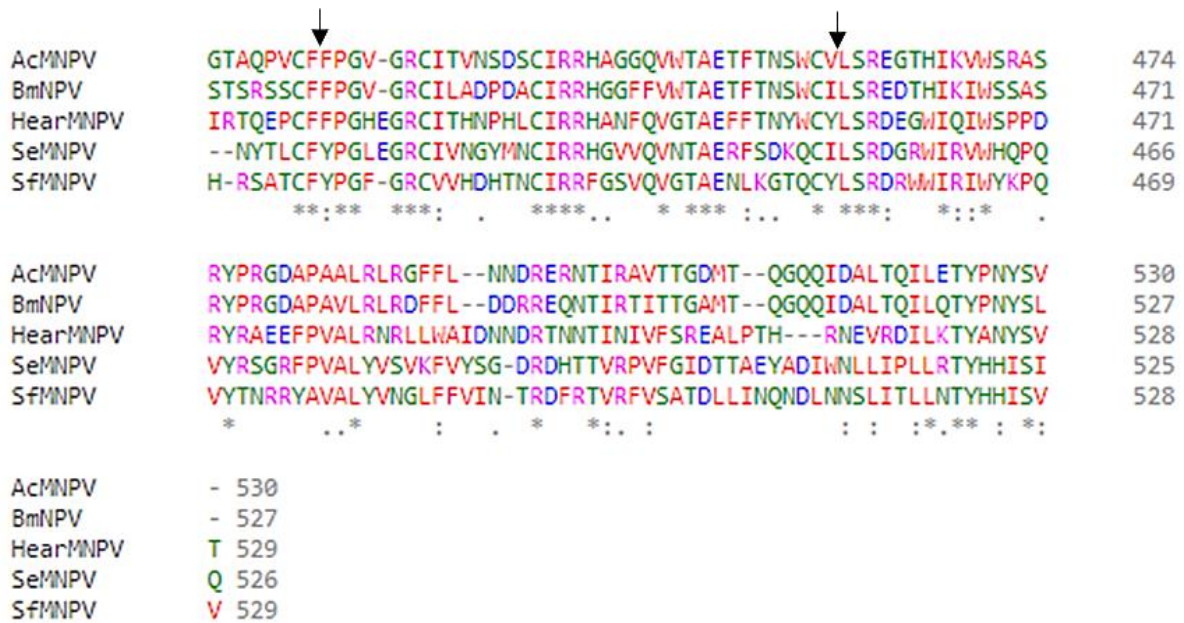 AcMNPV GTAQPVCFFPGV-GRCITVNSDSCIRRHAGGQVWTAETFTNSWCVLSREGTHIKVWSRAS 474
BmNPV STSRSSCFFPGV-GRCILADPDACIRRHGGFFVWTAETFTNSWCILSREDTHIKIWSSAS 471
HearMNPV IRTQEPCFFPGHEGRCITHNPHLCIRRHANFQVGTAEFFTNYWCYLSRDEGWIQIWSPPD 471
SeMNPV --NYTLCFYPGLEGRCIVNGYMNCIRRHGVVQVNTAERFSDKQCILSRDGRWIRVWHQPQ 466
SfMNPV H-RSATCFYPGF-GRCVVHDHTNCIRRFGSVQVGTAENLKGTQCYLSRDRWWIRIWYKPQ 469
**:** ***: . ****.. * *** :.. * ***: *::* .
AcMNPV RYPRGDAPAALRLRGFFL--NNDRERNTIRAVTTGDMT--QGQQIDALTQILETYPNYSV 530
BmNPV RYPRGDAPAVLRLRDFFL--DDRREQNTIRTITTGAMT--QGQQIDALTQILQTYPNYSL 527
HearMNPV RYRAEEFPVALRNRLLWAIDNNDRTNNTINIVFSREALPTH---RNEVRDILKTYANYSV 528
SeMNPV VYRSGRFPVALYVSVKFVYSG-DRDHTTVRPVFGIDTTAEYADIWNLLIPLLRTYHHISI 525
SfMNPV VYTNRRYAVALYVNGLFFVIN-TRDFRTVRFVSATDLLINQNDLNNSLITLLNTYHHISV 528
* ..* : . * *:. : : : :*.** : *:
AcMNPV - 530
BmNPV - 527
HearMNPV T 529
SeMNPV Q 526
SfMNPV V 529